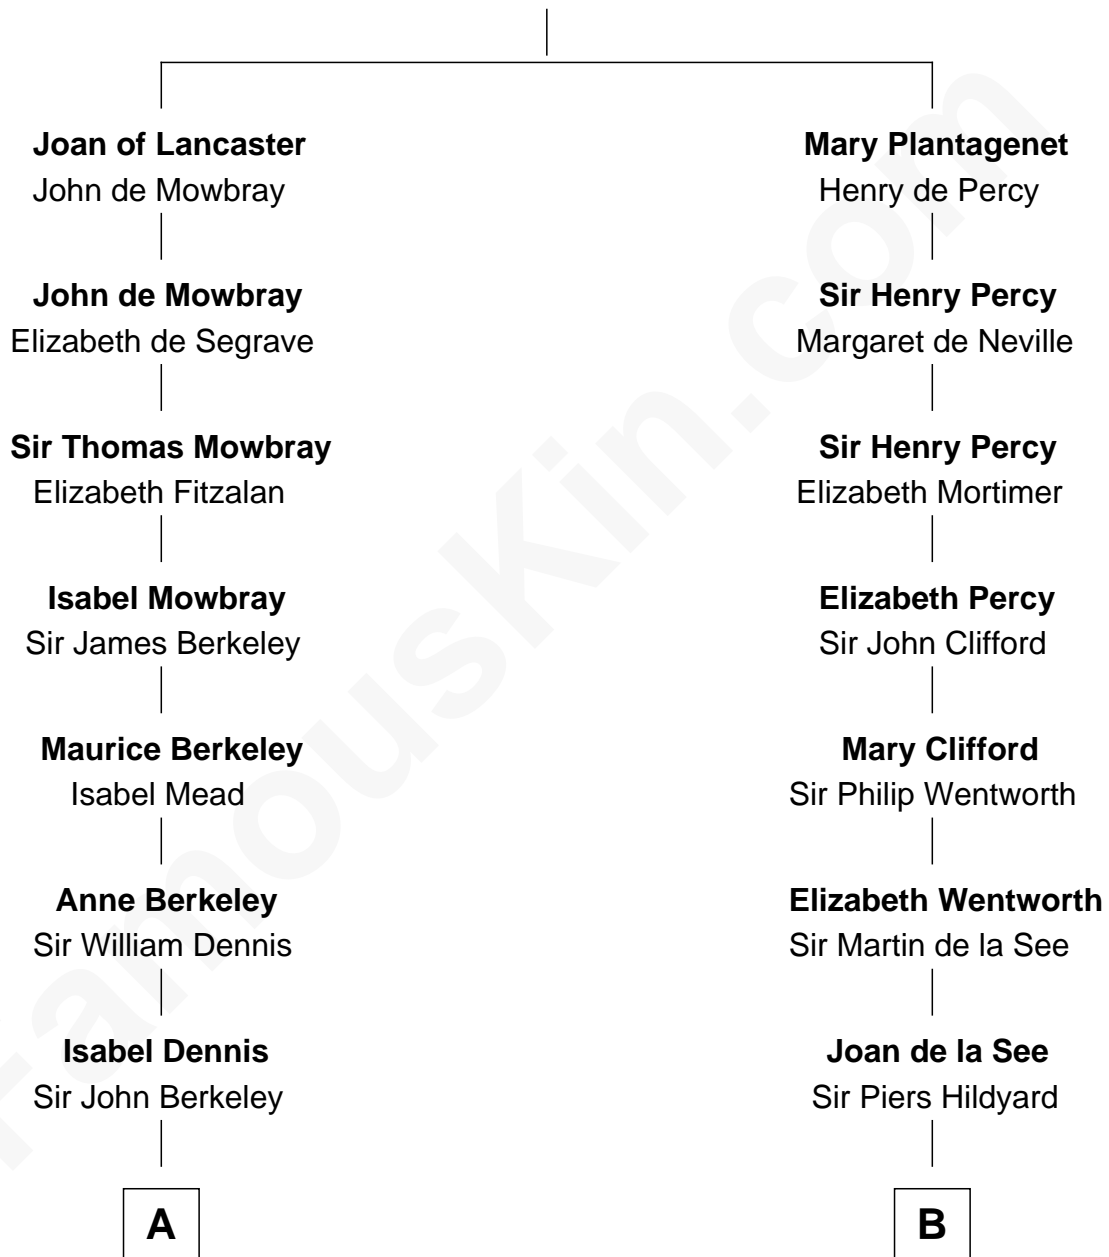 Joan of Lancaster
John de Mowbray
John de Mowbray
Elizabeth de Segrave
Sir Thomas Mowbray
Elizabeth Fitzalan
Isabel Mowbray
Sir James Berkeley
Maurice Berkeley
Isabel Mead
Anne Berkeley
Sir William Dennis
Isabel Dennis
Sir John Berkeley
A
Mary Plantagenet
Henry de Percy
Sir Henry Percy
Margaret de Neville
Sir Henry Percy
Elizabeth Mortimer
Elizabeth Percy
Sir John Clifford
Mary Clifford
Sir Philip Wentworth
Elizabeth Wentworth
Sir Martin de la See
Joan de la See
Sir Piers Hildyard
B
FamousKin.com